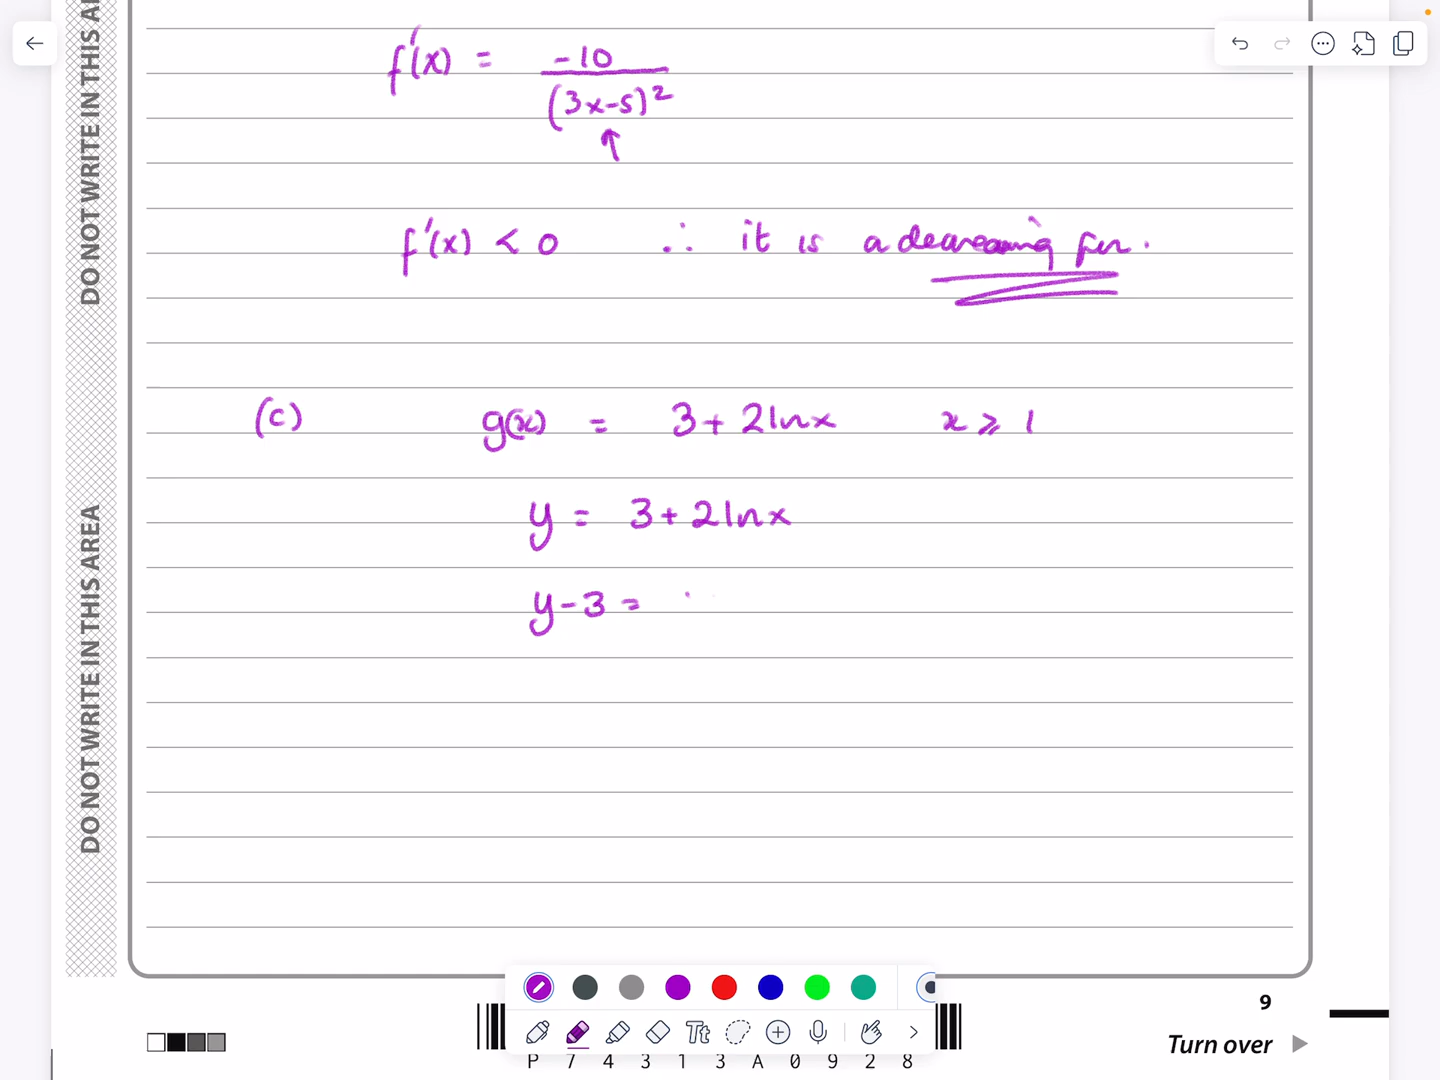 DO NOT WRITE IN THIS A
f'(x) = -10/(3x-5)²
↑
f'(x) < 0 ∴ it is a decreasing fn.
(c) g(x) = 3 + 2lnx x ⩾ 1
y = 3 + 2lnx
y - 3 =
DO NOT WRITE IN THIS AREA
9
Turn over
Tt
P 7 4 3 1 3 A 0 9 2 8